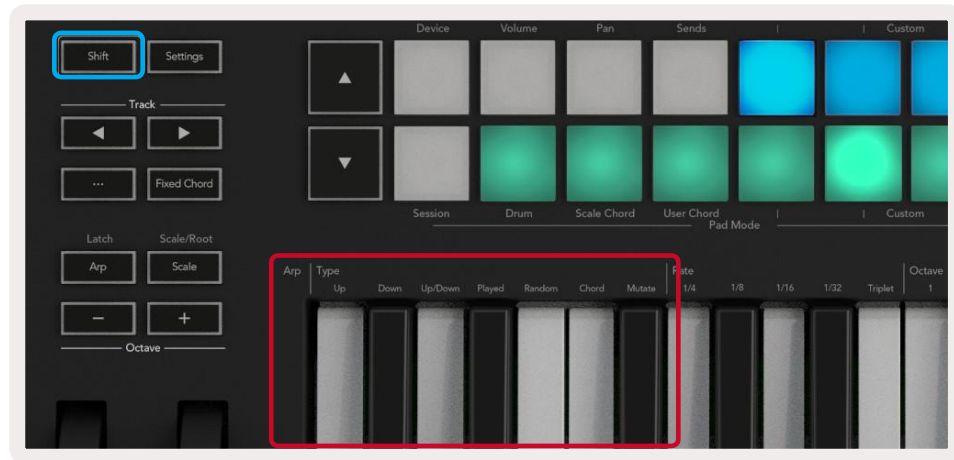 Device Volume Pan Sends | | Custom
Shift Settings
▲
Track
◀ ▶
▼
... Fixed Chord
Session Drum Scale Chord User Chord | | Custom
Pad Mode
Latch Scale/Root
Arp Scale
Arp | Type | Rate | Octave
Up Down Up/Down Played Random Chord Mutate 1/4 1/8 1/16 1/32 Triplet 1
− +
Octave